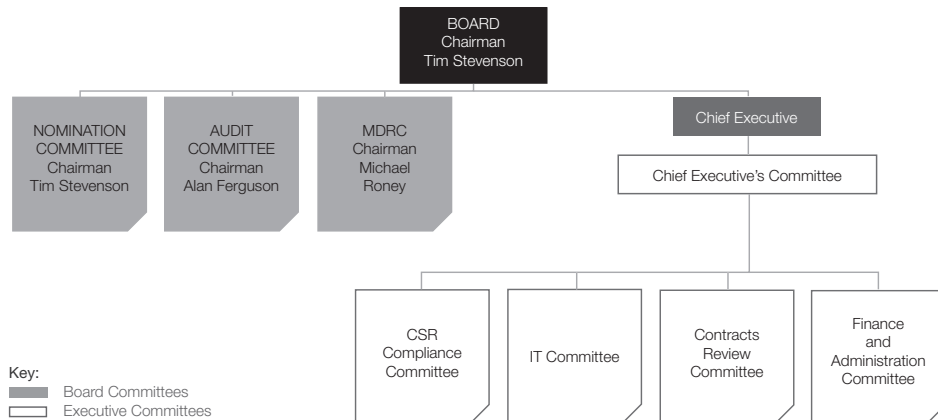 BOARD
Chairman
Tim Stevenson
NOMINATION
COMMITTEE
Chairman
Tim Stevenson
AUDIT
COMMITTEE
Chairman
Alan Ferguson
MDRC
Chairman
Michael
Roney
Chief Executive
Chief Executive’s Committee
CSR
Compliance
Committee
IT Committee
Contracts
Review
Committee
Finance
and
Administration
Committee
Key:
Board Committees
Executive Committees